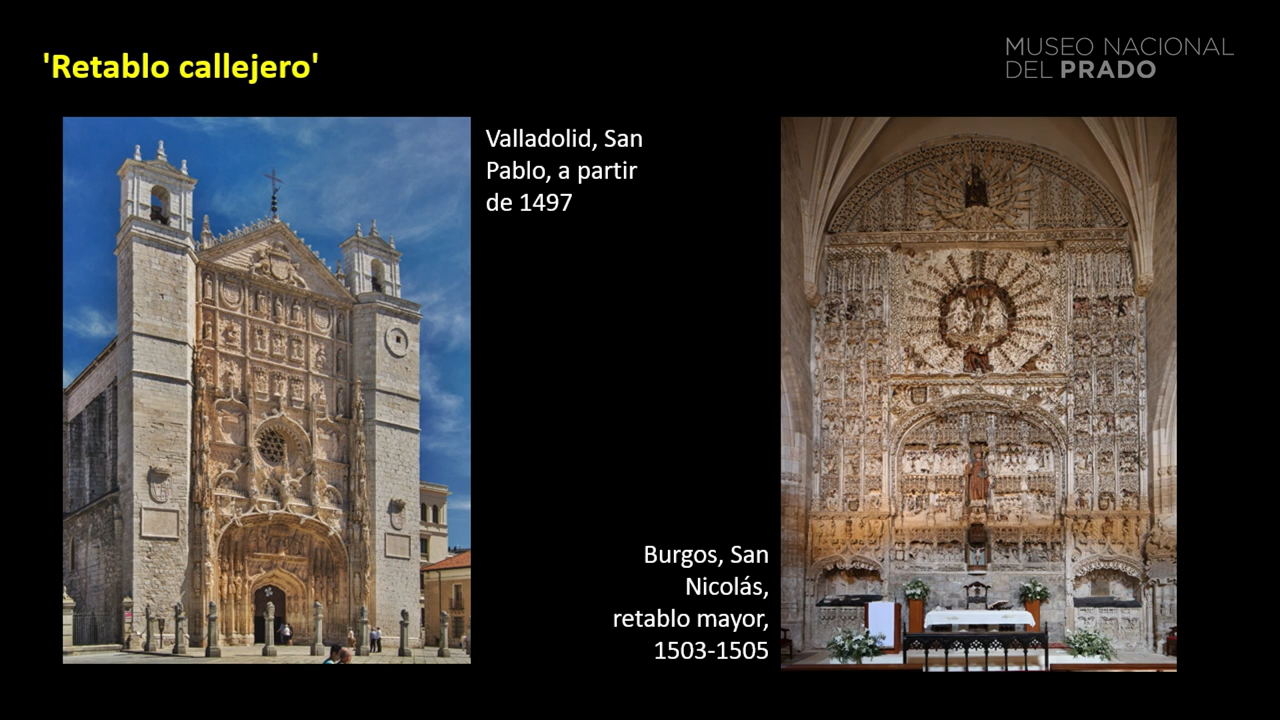 'Retablo callejero'
MUSEO NACIONAL
DEL PRADO
Valladolid, San
Pablo, a partir
de 1497
Burgos, San
Nicolás,
retablo mayor,
1503-1505